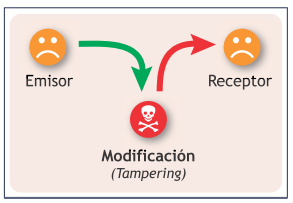 Emisor
Receptor
Modificación
(Tampering)